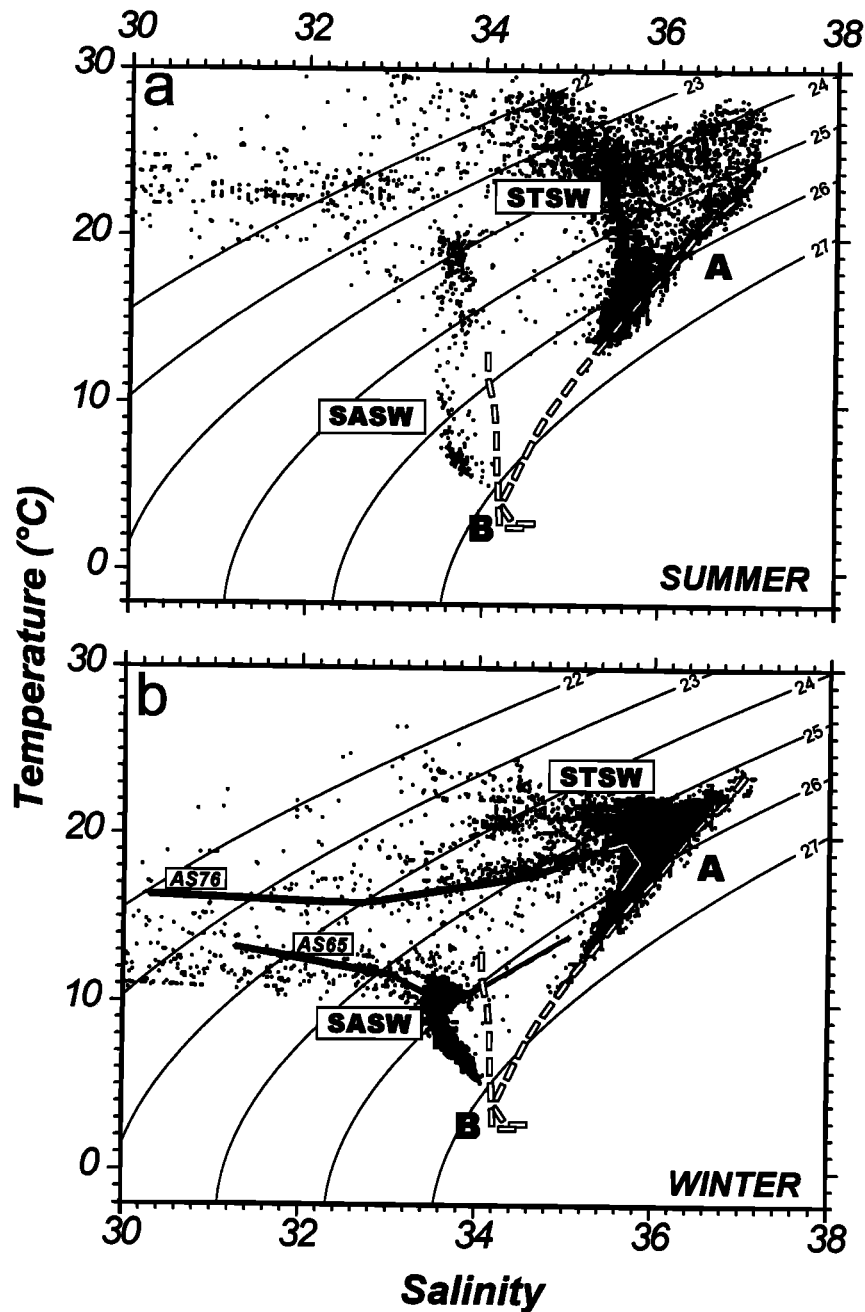 30 32 34 36 38
30
a
22
23
24
25
STSW
26
20
A
27
10
SASW
B
0
SUMMER
30
b
22
23
24
STSW
25
26
20
27
A
AS76
AS65
10
SASW
B
0
WINTER
30 32 34 36 38
Temperature (°C)
Salinity